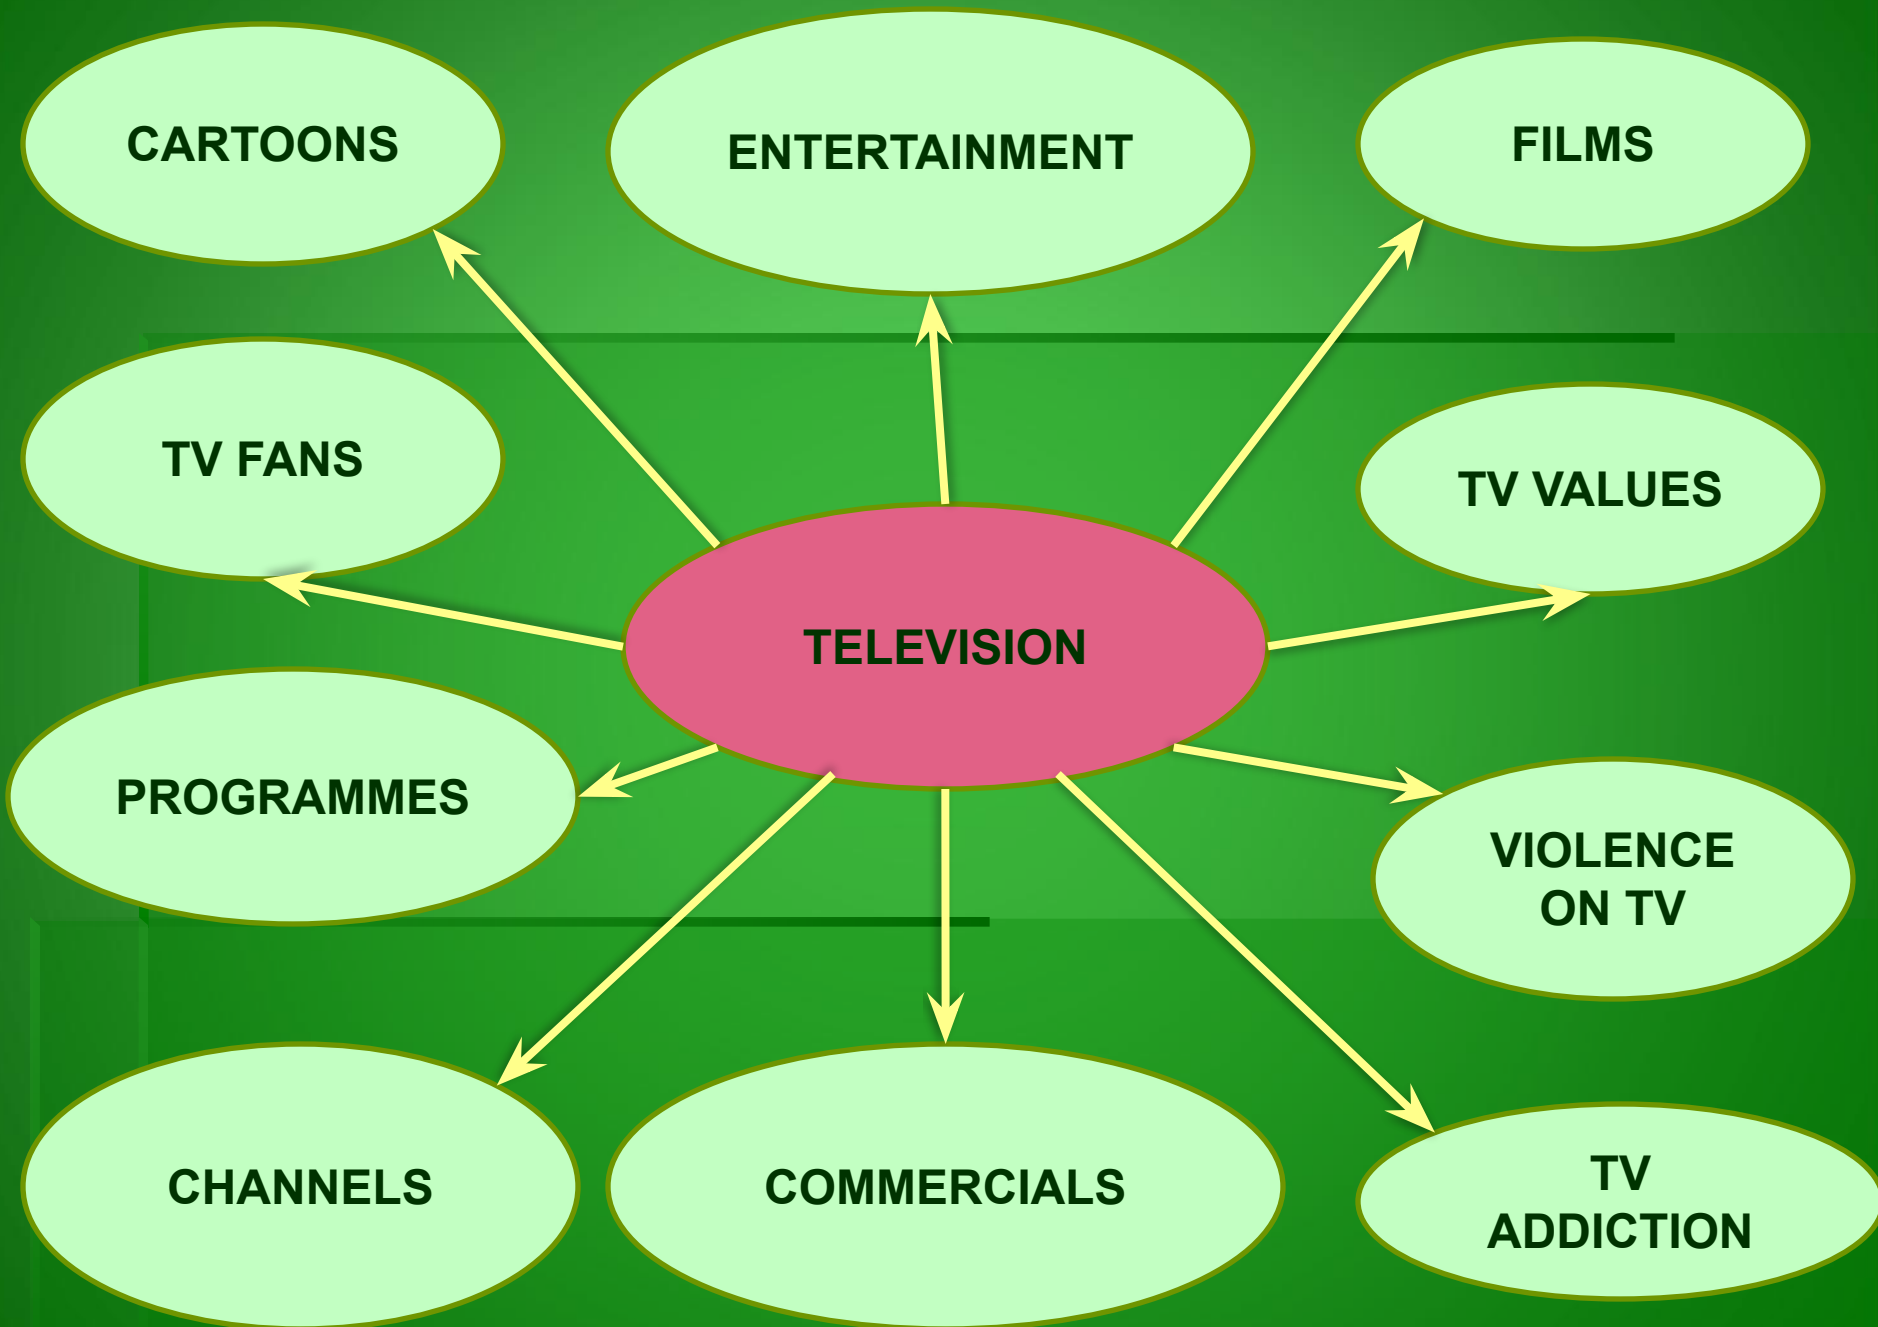 CARTOONS
ENTERTAINMENT
FILMS
TV FANS
TV VALUES
TELEVISION
PROGRAMMES
VIOLENCE
ON TV
CHANNELS
COMMERCIALS
TV
ADDICTION